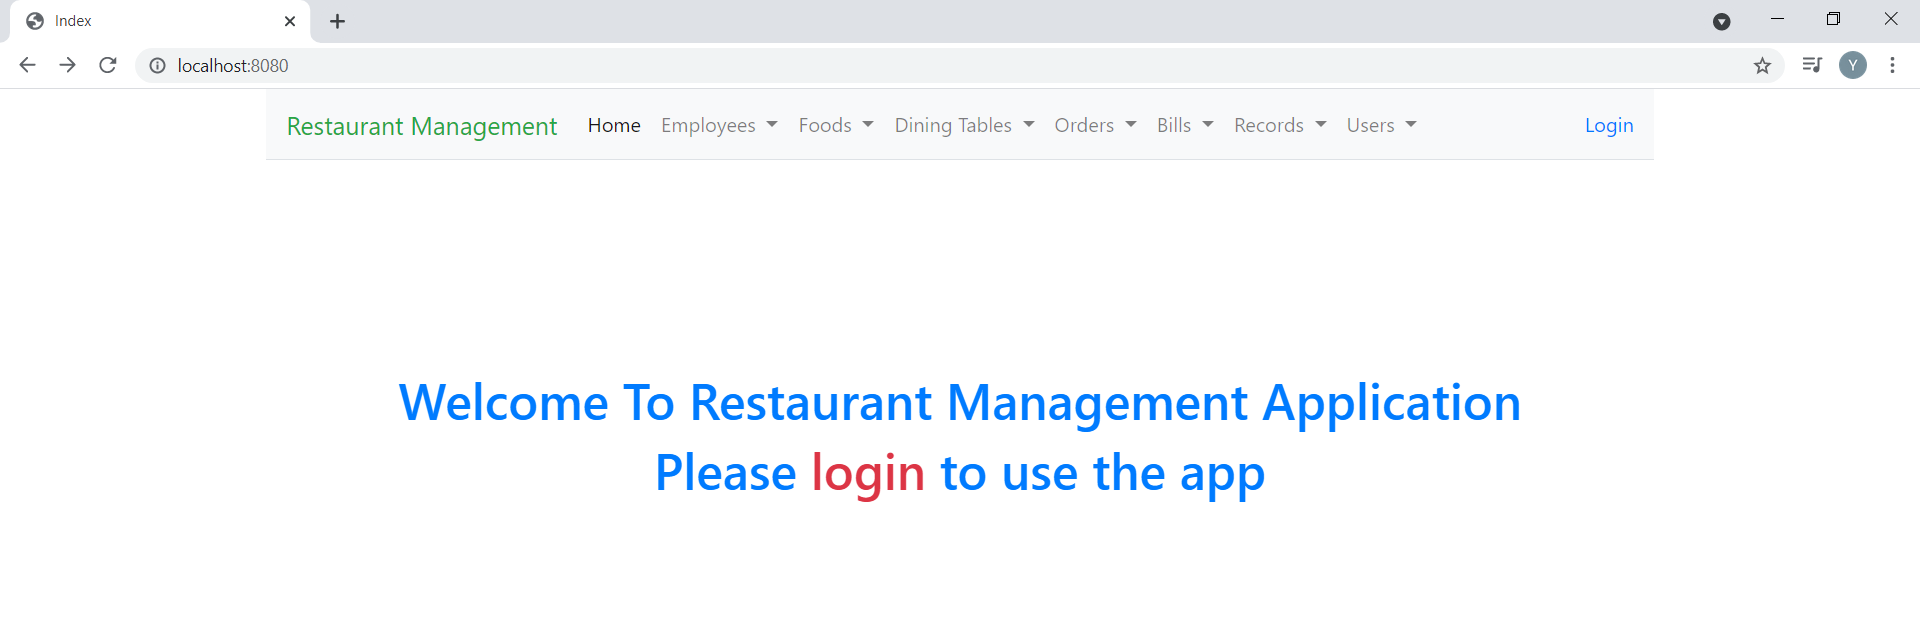 Index
localhost:8080
Y
Restaurant Management Home Employees Foods Dining Tables Orders Bills Records Users Login
Welcome To Restaurant Management Application
Please login to use the app